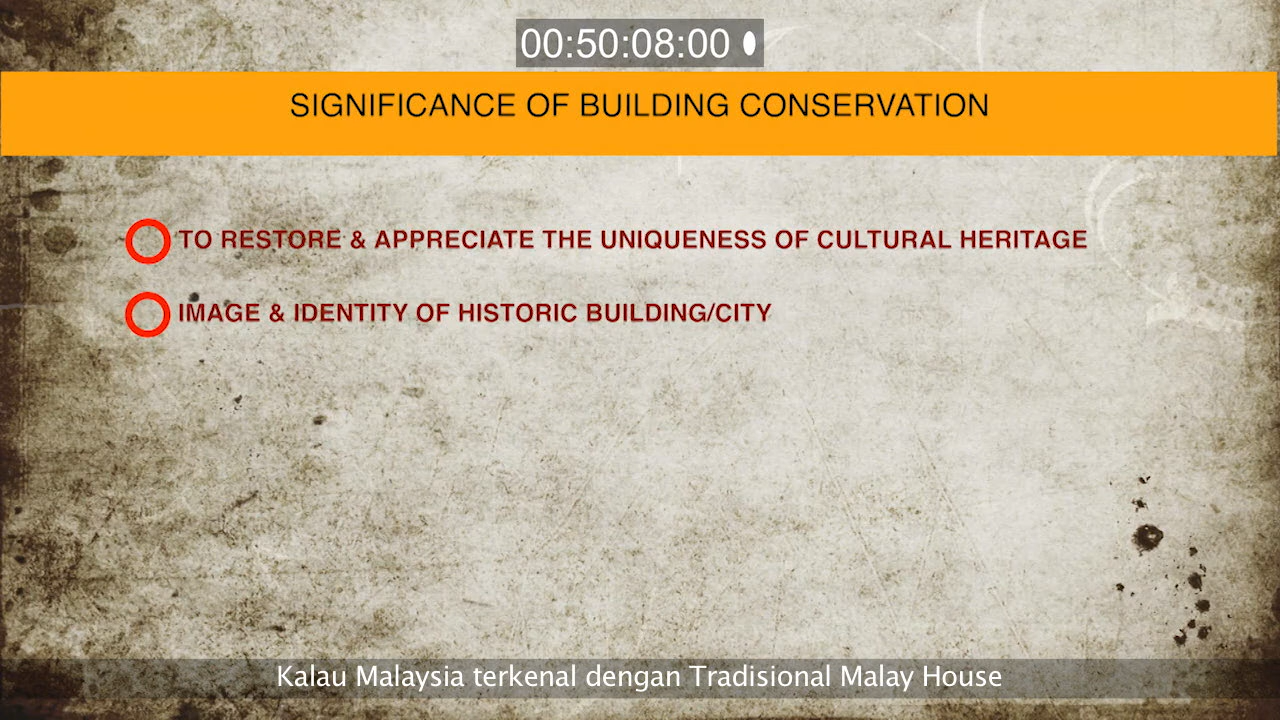 00:50:08:00
SIGNIFICANCE OF BUILDING CONSERVATION
TO RESTORE & APPRECIATE THE UNIQUENESS OF CULTURAL HERITAGE
IMAGE & IDENTITY OF HISTORIC BUILDING/CITY
Kalau Malaysia terkenal dengan Tradisional Malay House